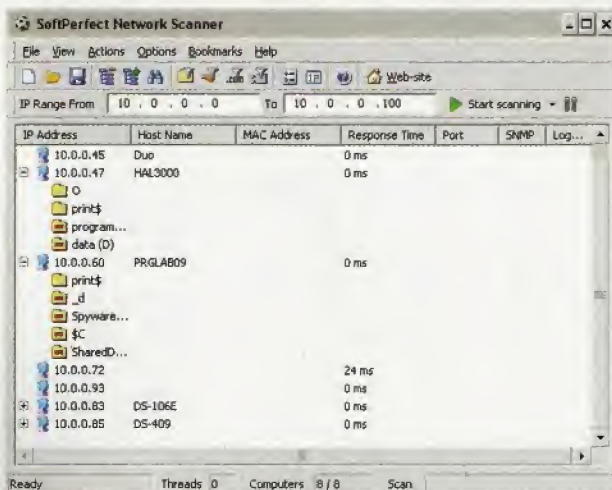 SoftPerfect Network Scanner
File View Actions Options Bookmarks Help
Web-site
IP Range From 10 . 0 . 0 . 0 To 10 . 0 . 0 . 100 Start scanning
IP Address Host Name MAC Address Response Time Port SNMP Log...
10.0.0.45 Duo 0 ms
10.0.0.47 HAL3000 0 ms
O
print$
program...
data (D)
10.0.0.60 PRGLAB09 0 ms
print$
_d
Spyware...
$C
SharedD...
10.0.0.72 24 ms
10.0.0.93 0 ms
10.0.0.83 DS-106E 0 ms
10.0.0.85 DS-409 0 ms
Ready Threads 0 Computers 8 / 8 Scan